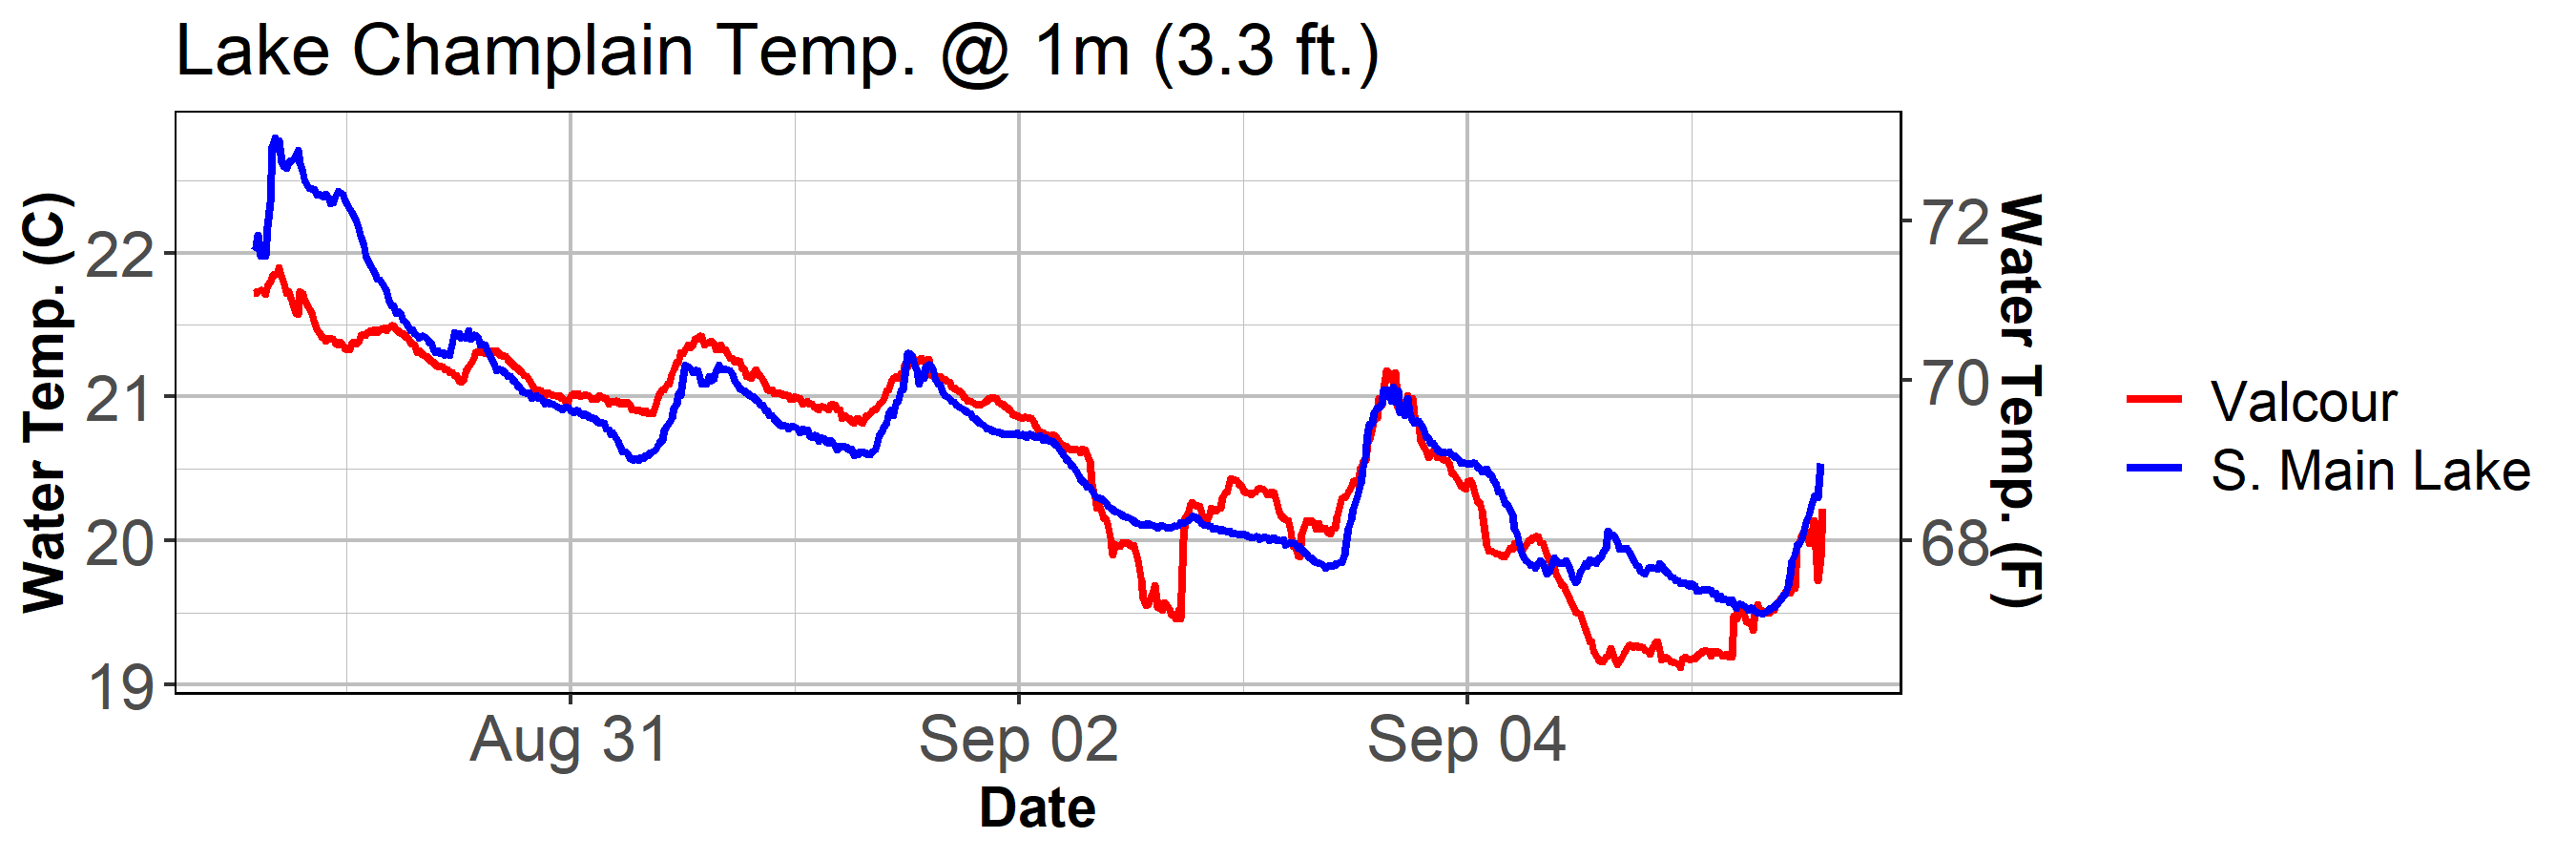 Lake Champlain Temp. @ 1m (3.3 ft.)
Water Temp. (C)
22
21
20
19
72
70
68
Water Temp. (F)
Aug 31
Sep 02
Sep 04
Date
Valcour
S. Main Lake